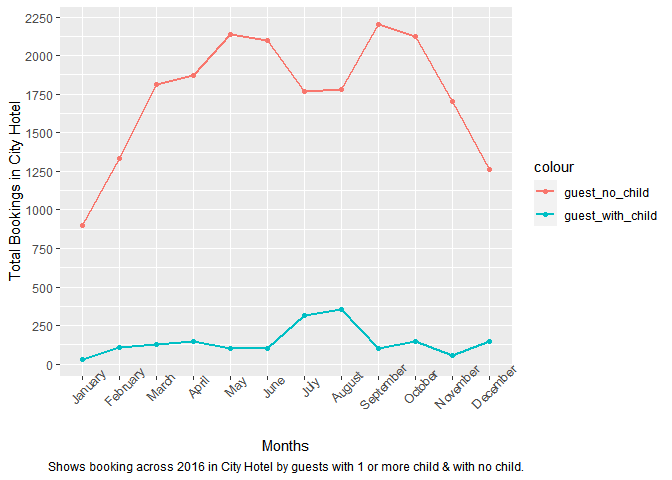 2250
2000
1750
1500
1250
1000
750
500
250
0
Total Bookings in City Hotel
January
February
March
April
May
June
July
August
September
October
November
December
Months
Shows booking across 2016 in City Hotel by guests with 1 or more child & with no child.
colour
guest_no_child
guest_with_child